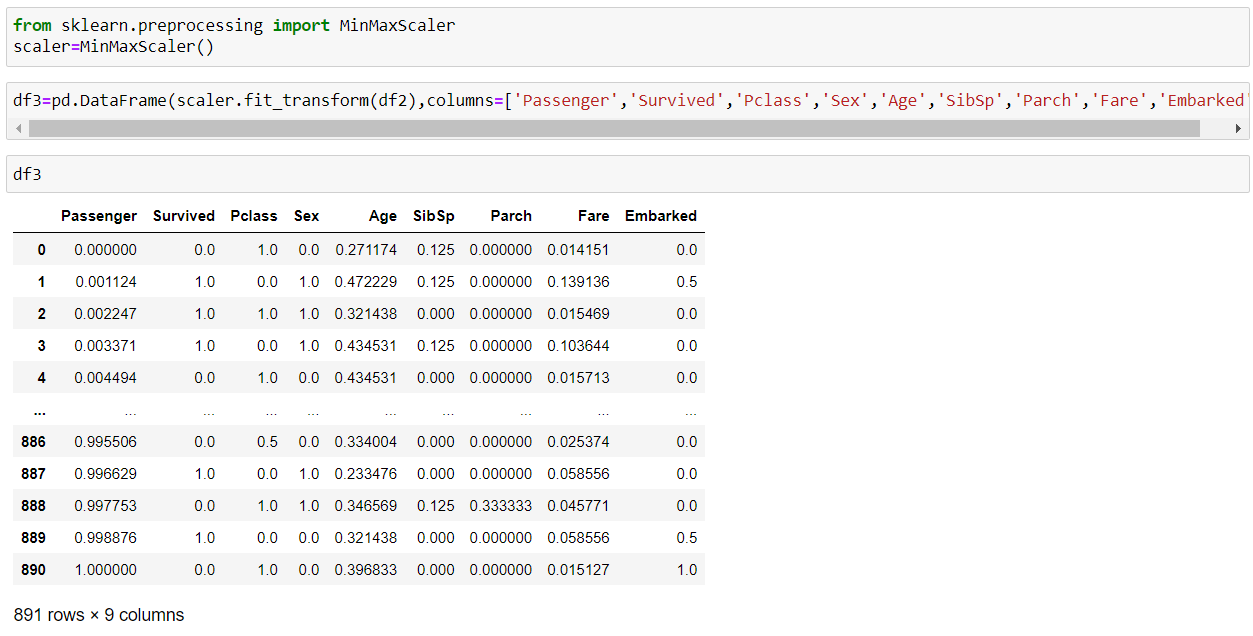 from sklearn.preprocessing import MinMaxScaler
scaler=MinMaxScaler()
df3=pd.DataFrame(scaler.fit_transform(df2),columns=['Passenger','Survived','Pclass','Sex','Age','SibSp','Parch','Fare','Embarked'
df3
Passenger Survived Pclass Sex Age SibSp Parch Fare Embarked
0 0.000000 0.0 1.0 0.0 0.271174 0.125 0.000000 0.014151 0.0
1 0.001124 1.0 0.0 1.0 0.472229 0.125 0.000000 0.139136 0.5
2 0.002247 1.0 1.0 1.0 0.321438 0.000 0.000000 0.015469 0.0
3 0.003371 1.0 0.0 1.0 0.434531 0.125 0.000000 0.103644 0.0
4 0.004494 0.0 1.0 0.0 0.434531 0.000 0.000000 0.015713 0.0
... ... ... ... ... ... ... ... ... ...
886 0.995506 0.0 0.5 0.0 0.334004 0.000 0.000000 0.025374 0.0
887 0.996629 1.0 0.0 1.0 0.233476 0.000 0.000000 0.058556 0.0
888 0.997753 0.0 1.0 1.0 0.346569 0.125 0.333333 0.045771 0.0
889 0.998876 1.0 0.0 0.0 0.321438 0.000 0.000000 0.058556 0.5
890 1.000000 0.0 1.0 0.0 0.396833 0.000 0.000000 0.015127 1.0
891 rows × 9 columns